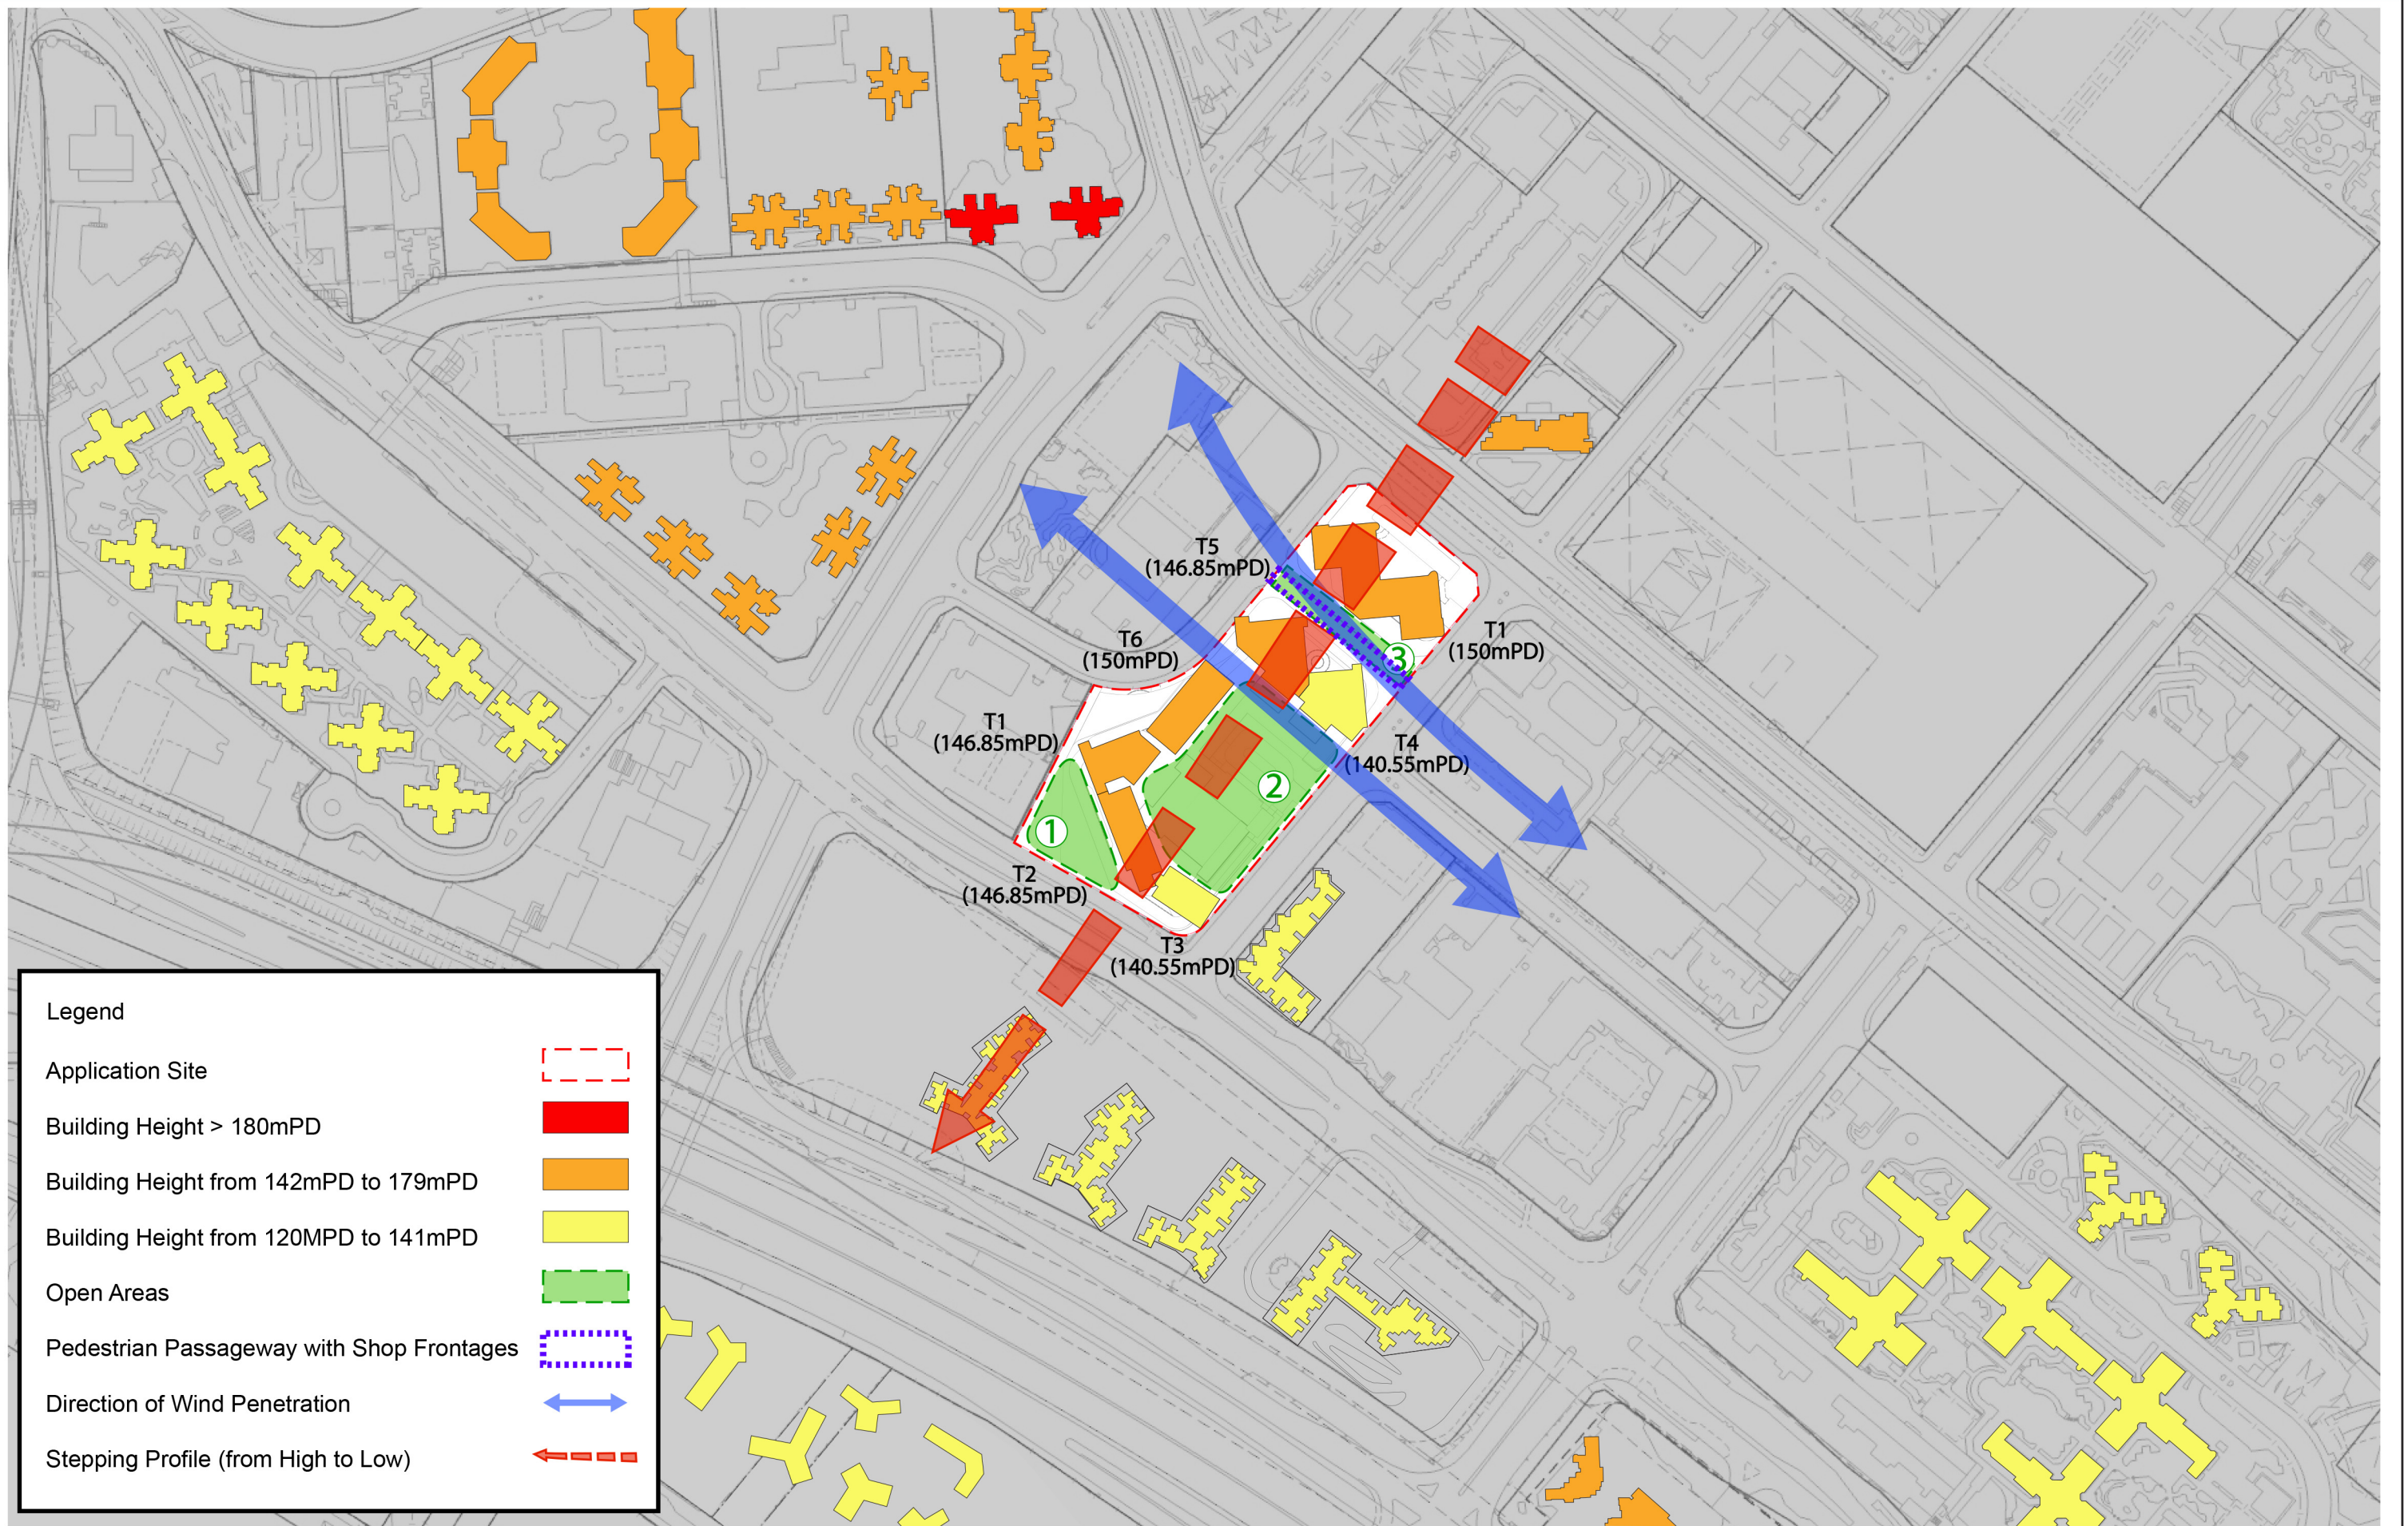 T5
(146.85mPD)
T6
(150mPD)
T1
(150mPD)
3
T1
(146.85mPD)
T4
(140.55mPD)
2
1
T2
(146.85mPD)
T3
(140.55mPD)
Legend
Application Site
Building Height > 180mPD
Building Height from 142mPD to 179mPD
Building Height from 120MPD to 141mPD
Open Areas
Pedestrian Passageway with Shop Frontages
Direction of Wind Penetration
Stepping Profile (from High to Low)